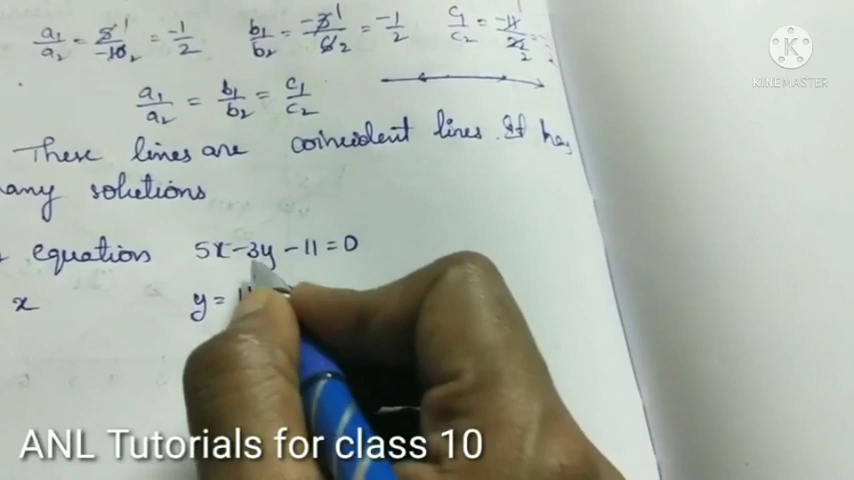 a1/a2 = 5/-10 = -1/2 b1/b2 = -3/6 = -1/2 c1/c2 = -11/22
KINEMASTER
a1/a2 = b1/b2 = c1/c2
These lines are coincident lines. It has
many solutions
equations 5x-3y-11=0
x y = 11
ANL Tutorials for class 10